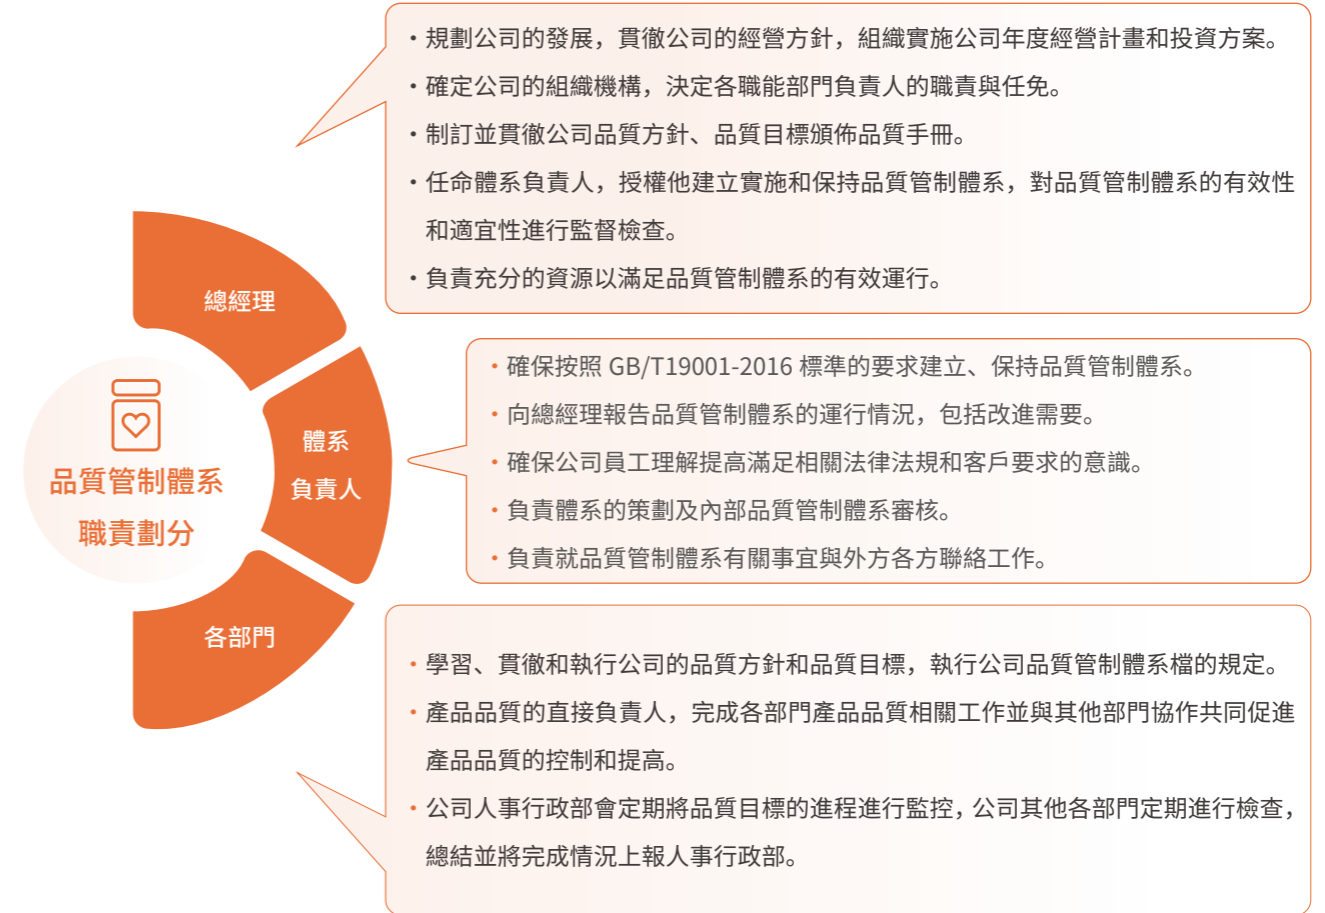 ・規劃公司的發展，貫徹公司的經營方針，組織實施公司年度經營計畫和投資方案。
・確定公司的組織機構，決定各職能部門負責人的職責與任免。
・制訂並貫徹公司品質方針、品質目標頒佈品質手冊。
・任命體系負責人，授權他建立實施和保持品質管制體系，對品質管制體系的有效性
和適宜性進行監督檢查。
・負責充分的資源以滿足品質管制體系的有效運行。
總經理
・確保按照 GB/T19001-2016 標準的要求建立、保持品質管制體系。
・向總經理報告品質管制體系的運行情況，包括改進需要。
・確保公司員工理解提高滿足相關法律法規和客戶要求的意識。
・負責體系的策劃及內部品質管制體系審核。
・負責就品質管制體系有關事宜與外方各方聯絡工作。
體系
負責人
品質管制體系
職責劃分
各部門
・學習、貫徹和執行公司的品質方針和品質目標，執行公司品質管制體系檔的規定。
・產品品質的直接負責人，完成各部門產品品質相關工作並與其他部門協作共同促進
產品品質的控制和提高。
・公司人事行政部會定期將品質目標的進程進行監控，公司其他各部門定期進行檢查，
總結並將完成情況上報人事行政部。